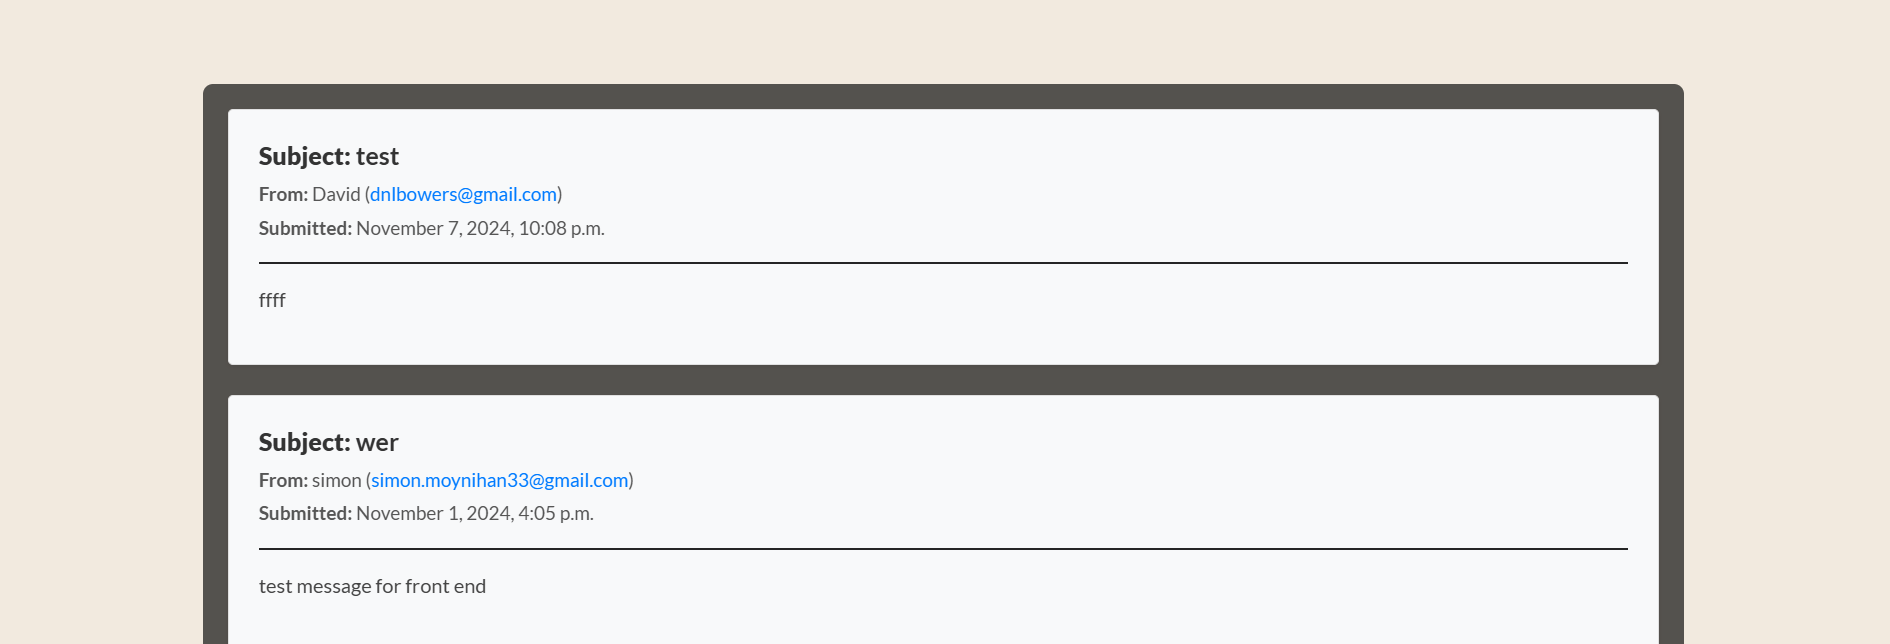 Subject: test
From: David (dnlbowers@gmail.com)
Submitted: November 7, 2024, 10:08 p.m.
ffff
Subject: wer
From: simon (simon.moynihan33@gmail.com)
Submitted: November 1, 2024, 4:05 p.m.
test message for front end